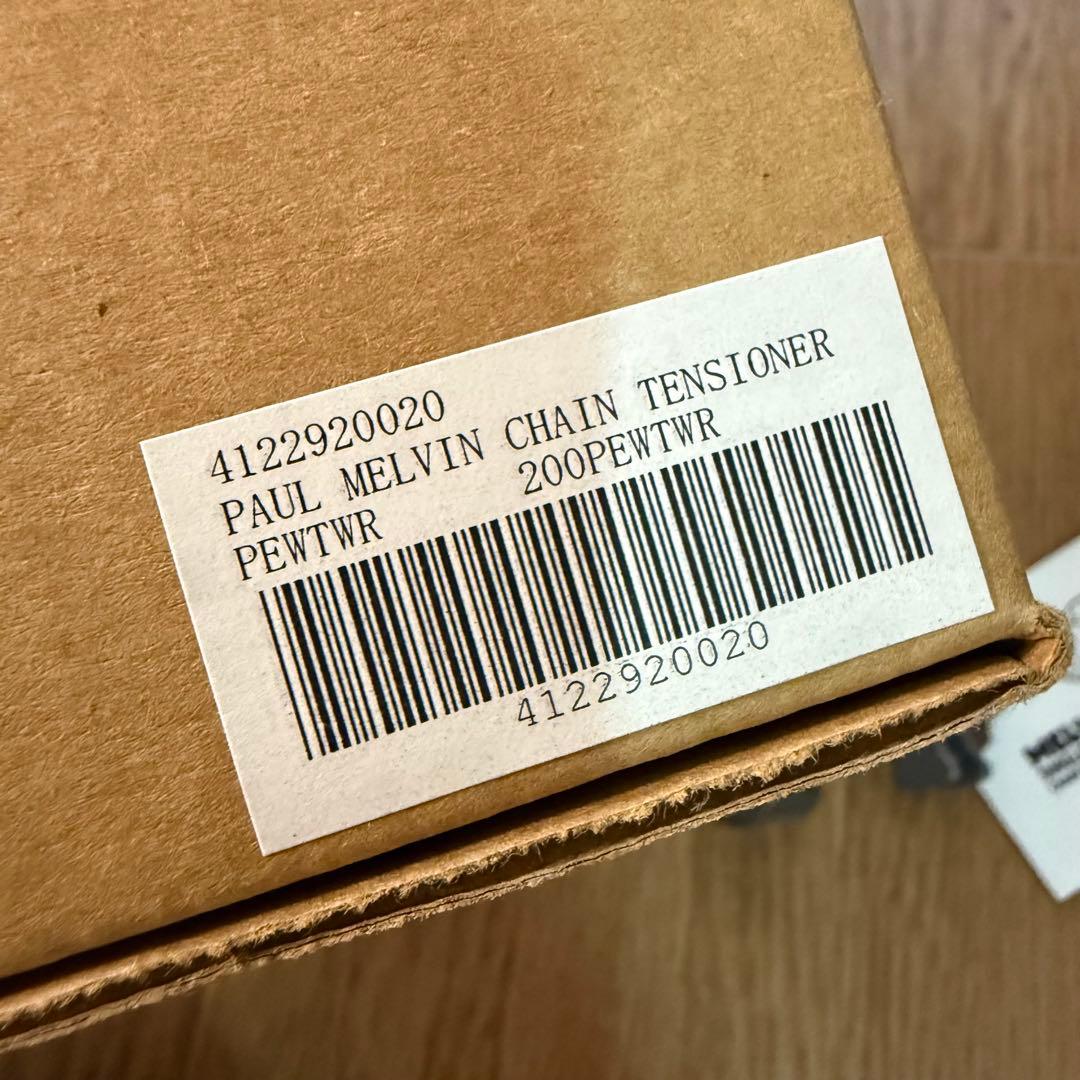 4122920020
PAUL MELVIN CHAIN TENSIONER
PEWTWR 200PEWTWR
4122920020